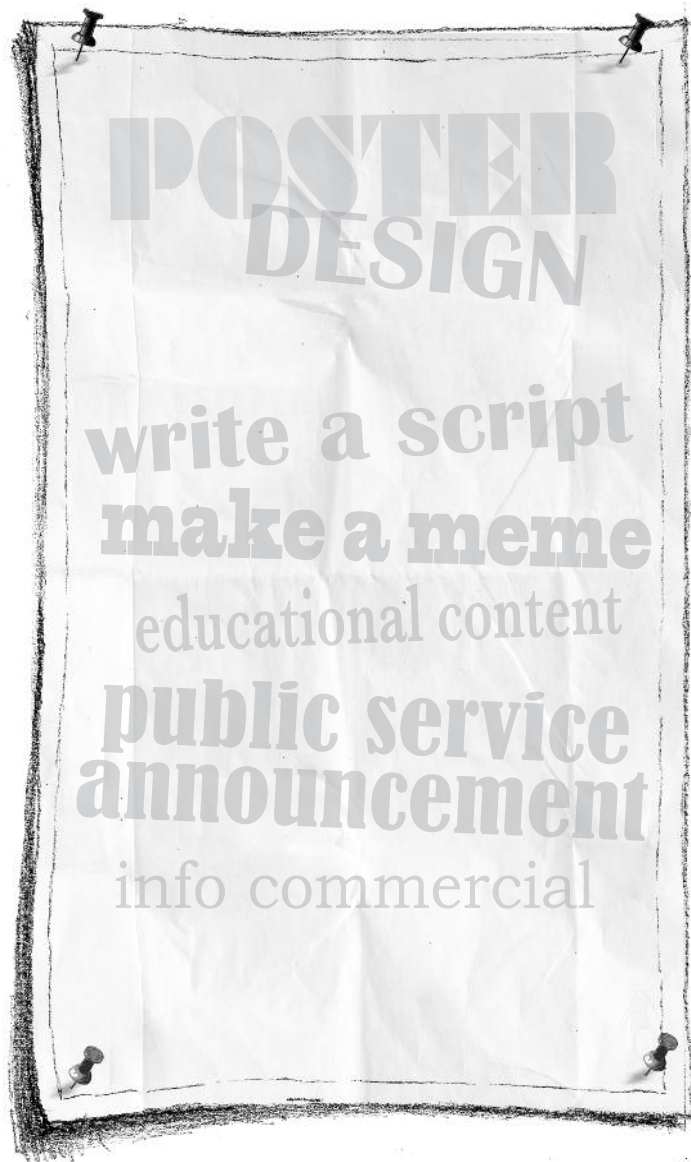 POSTER
DESIGN
write a script
make a meme
educational content
public service
announcement
info commercial